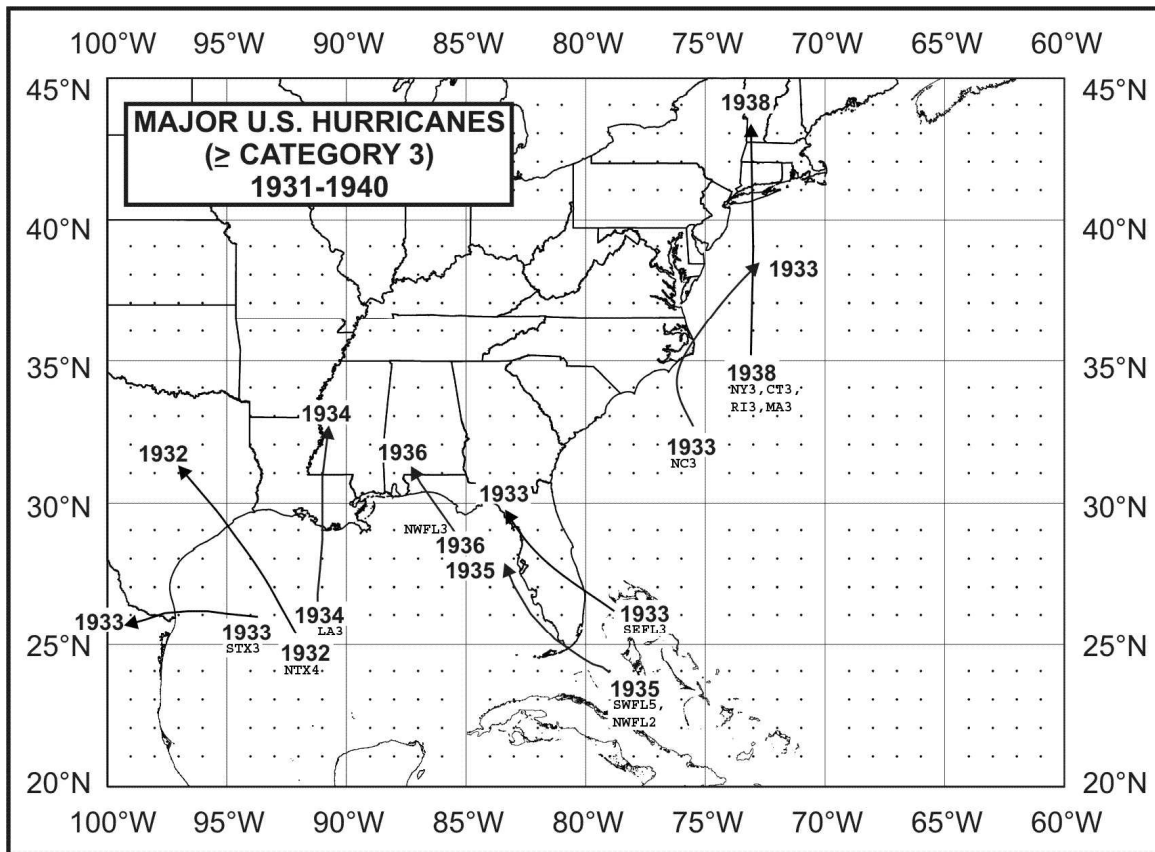 100°W 95°W 90°W 85°W 80°W 75°W 70°W 65°W 60°W
45°N 45°N
MAJOR U.S. HURRICANES
(≥ CATEGORY 3)
1931-1940
1938
40°N 40°N
1933
35°N 35°N
1938
NY3,CT3,
RI3,MA3
1934
1932
1936
1933
NC3
1933
30°N 30°N
NWFL3
1936
1935
1933
1934
LA3
1933
STX3
1933
SEFL3
25°N 25°N
1932
NTX4
1935
SWFL5,
NWFL2
20°N 20°N
100°W 95°W 90°W 85°W 80°W 75°W 70°W 65°W 60°W